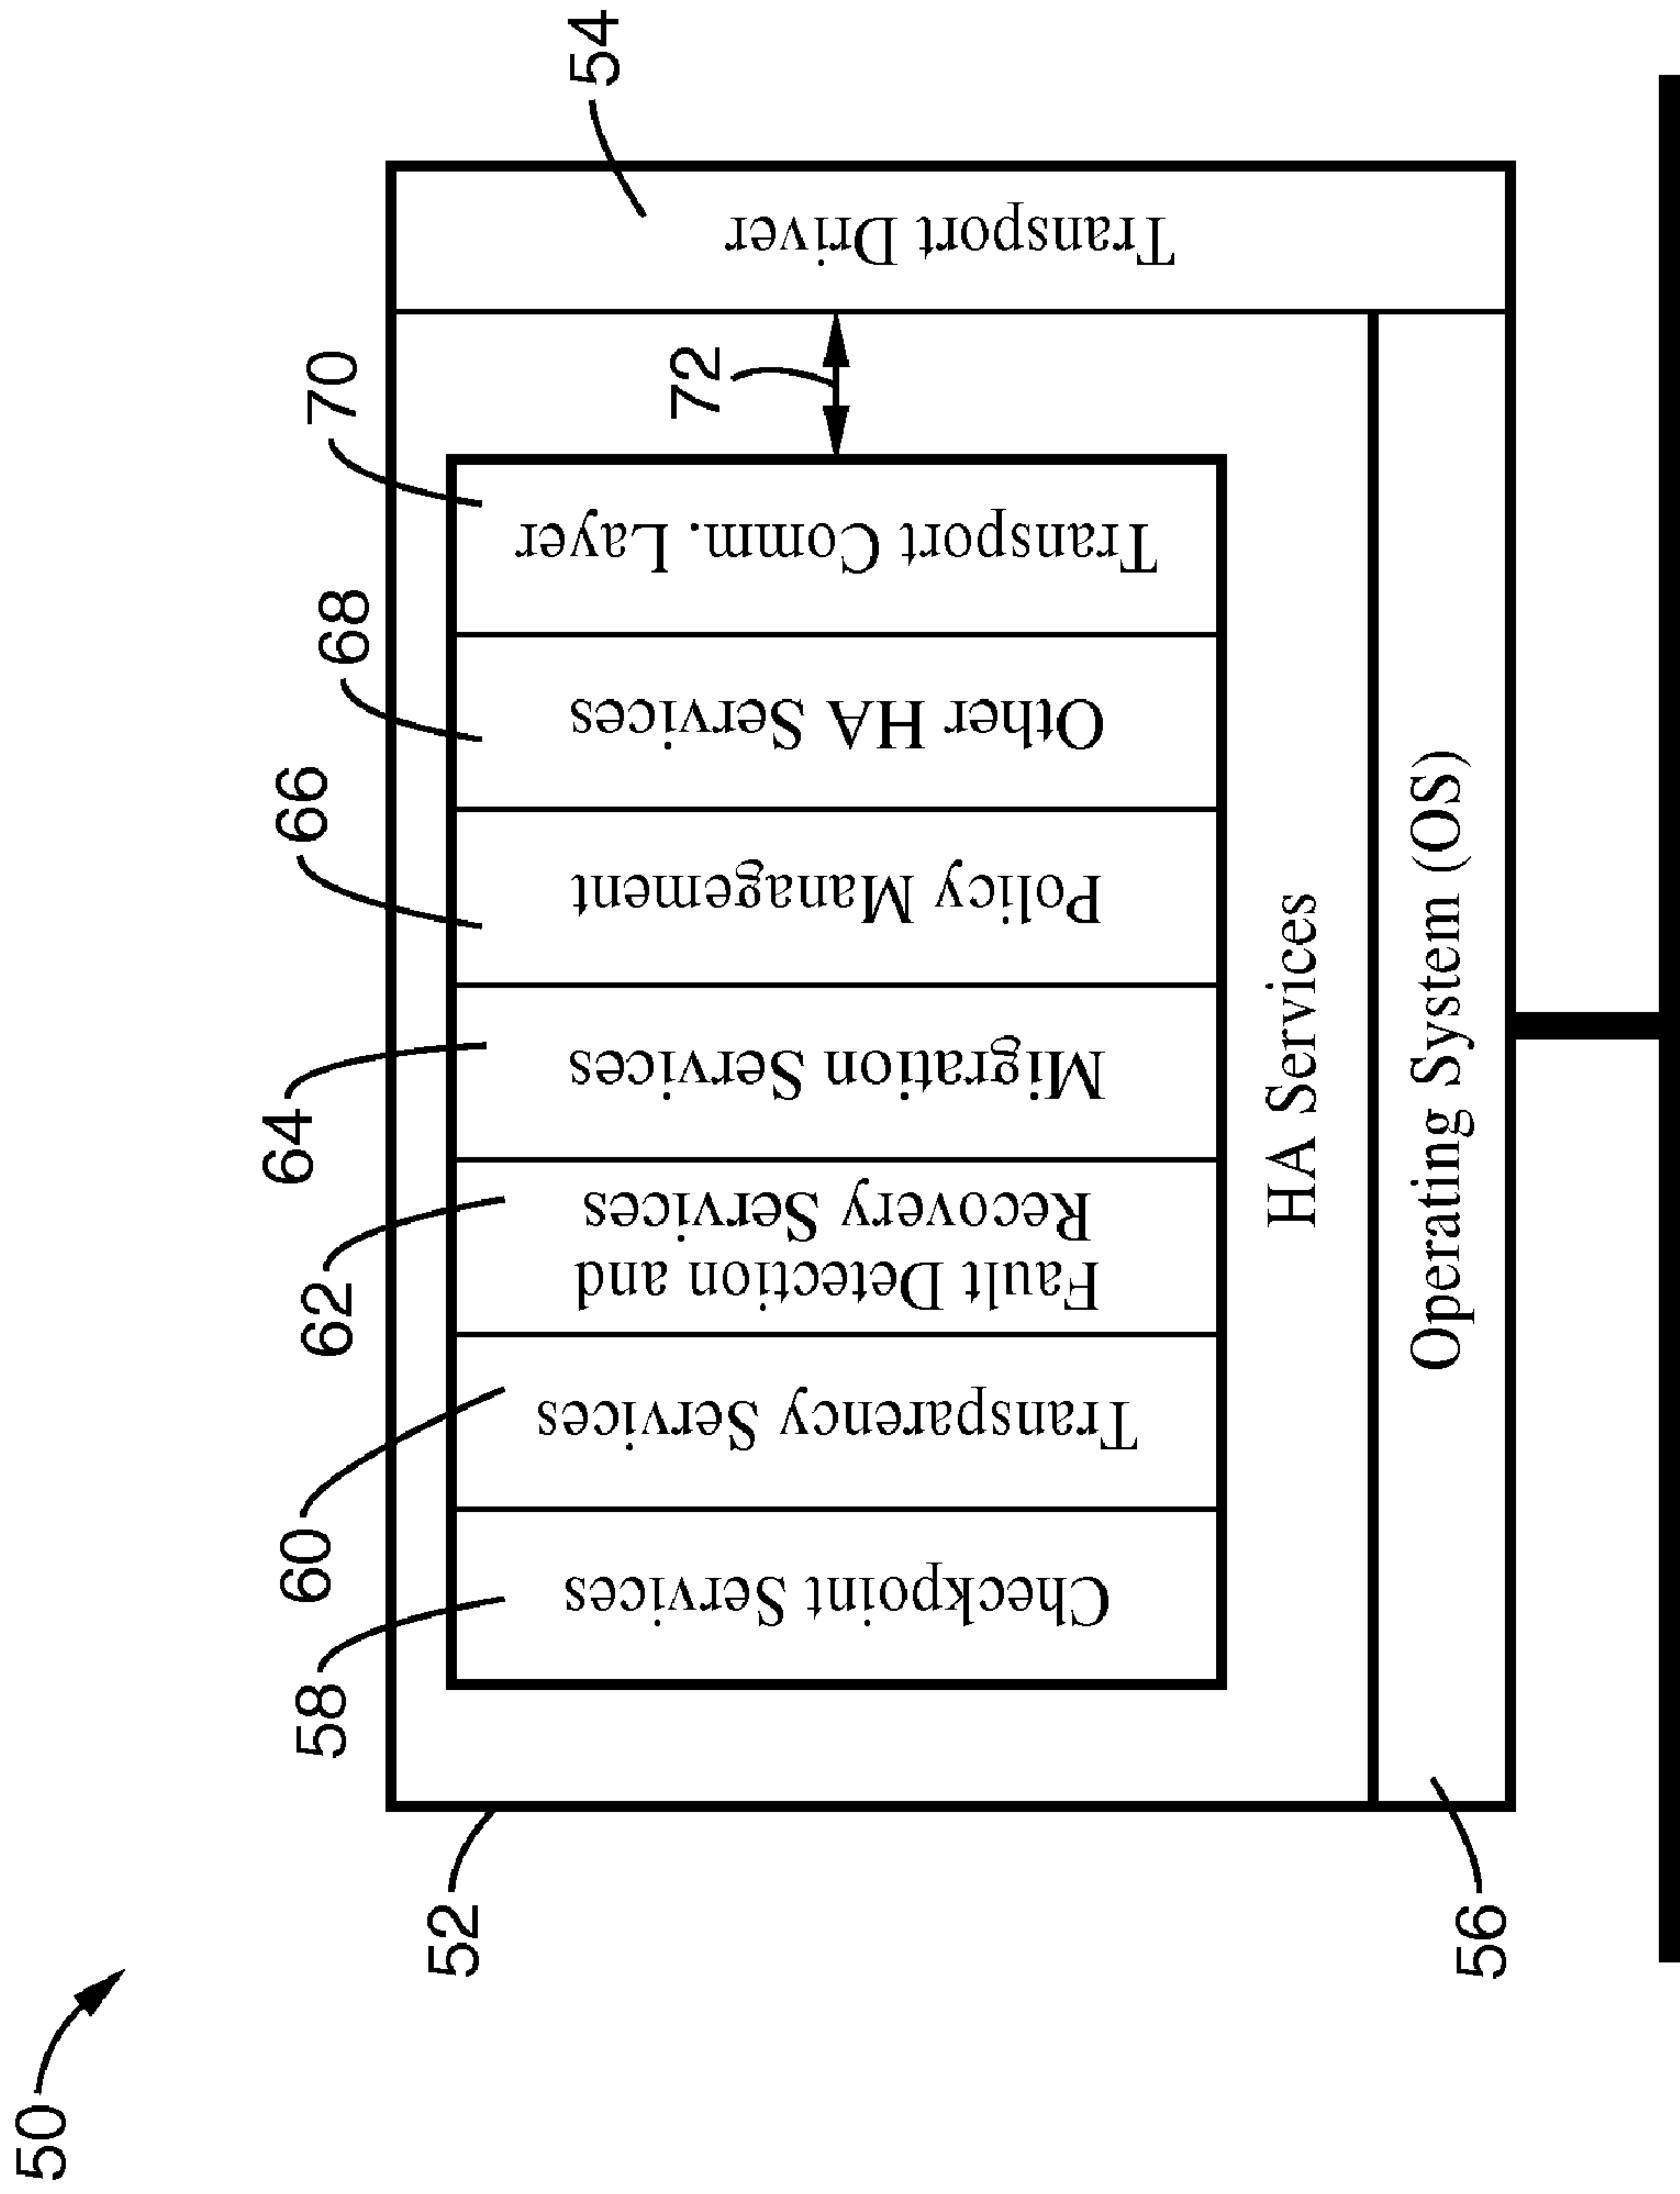 50
52
54
56
58
60
62
64
66
68
70
72
Checkpoint Services
Transparency Services
Fault Detection and
Recovery Services
Migration Services
Policy Management
Other HA Services
Transport Comm. Layer
Transport Driver
HA Services
Operating System (OS)